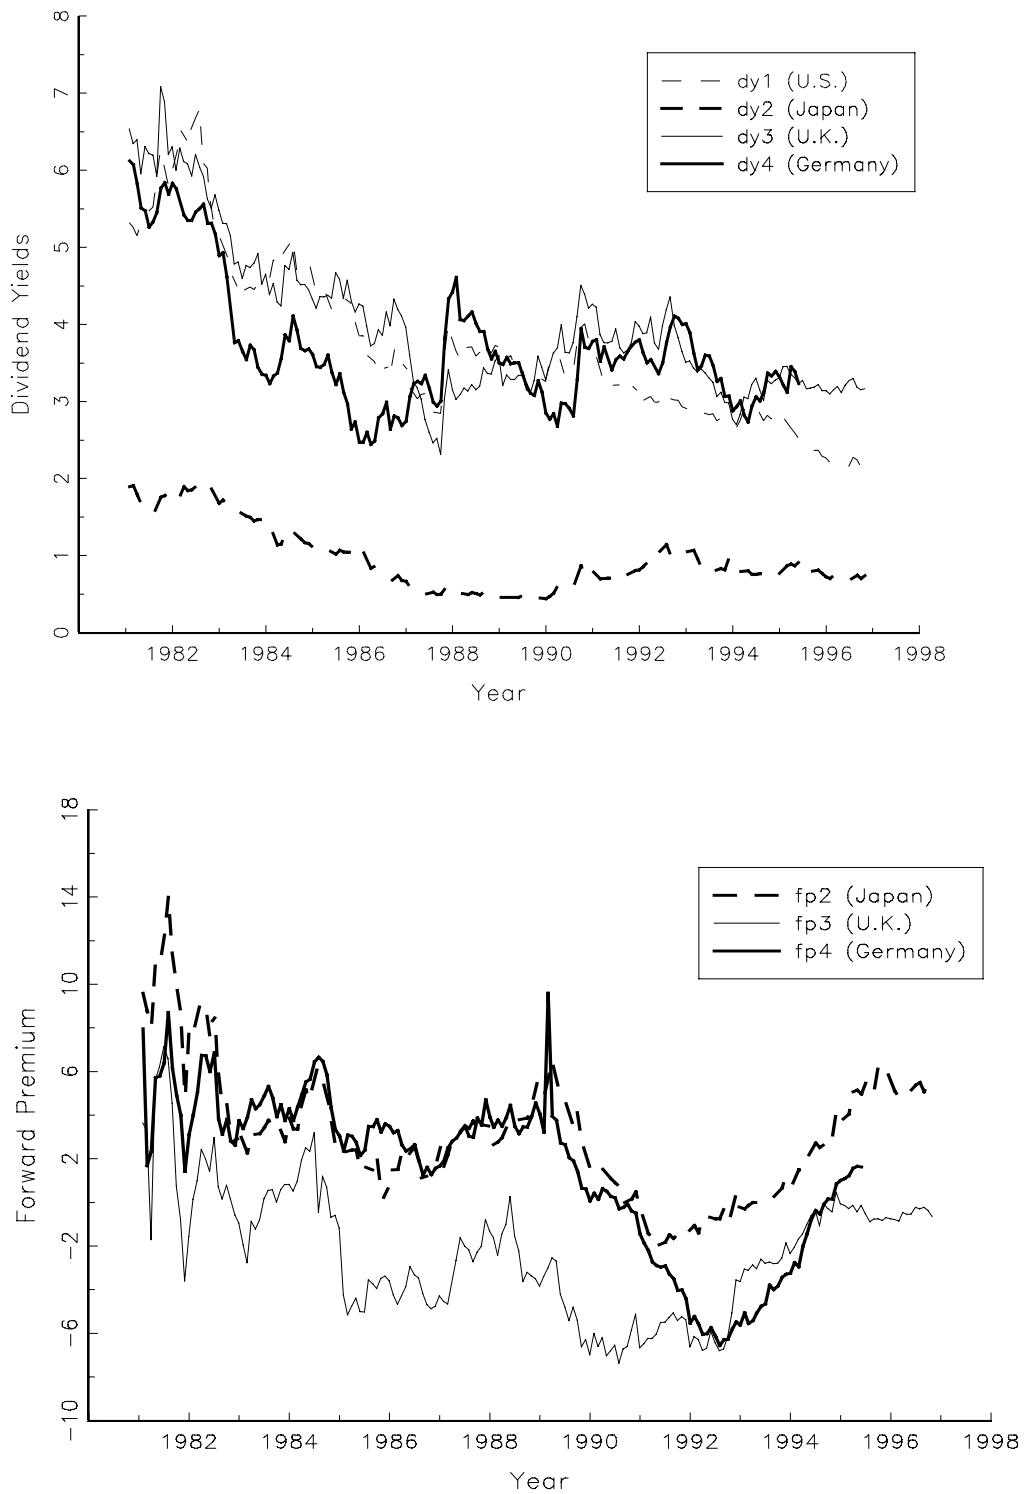 8
7
6
5
4
3
2
1
0
Dividend Yields
dy1 (U.S.)
dy2 (Japan)
dy3 (U.K.)
dy4 (Germany)
1982 1984 1986 1988 1990 1992 1994 1996 1998
Year
18
14
10
6
2
−2
−6
−10
Forward Premium
fp2 (Japan)
fp3 (U.K.)
fp4 (Germany)
1982 1984 1986 1988 1990 1992 1994 1996 1998
Year